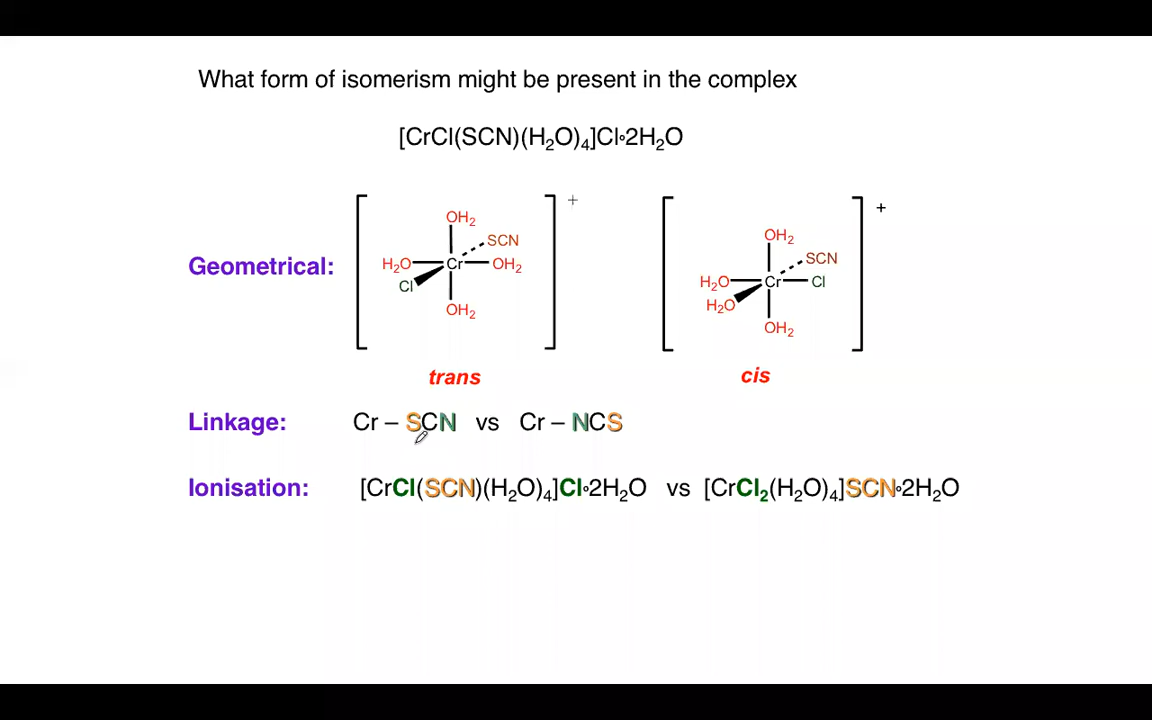 What form of isomerism might be present in the complex
[CrCl(SCN)(H₂O)₄]Cl∘2H₂O
Geometrical:
+
OH₂
SCN
H₂O Cr OH₂
Cl
OH₂
trans
+
OH₂
SCN
H₂O Cr Cl
H₂O
OH₂
cis
Linkage: Cr – SCN vs Cr – NCS
Ionisation: [CrCl(SCN)(H₂O)₄]Cl∘2H₂O vs [CrCl₂(H₂O)₄]SCN∘2H₂O